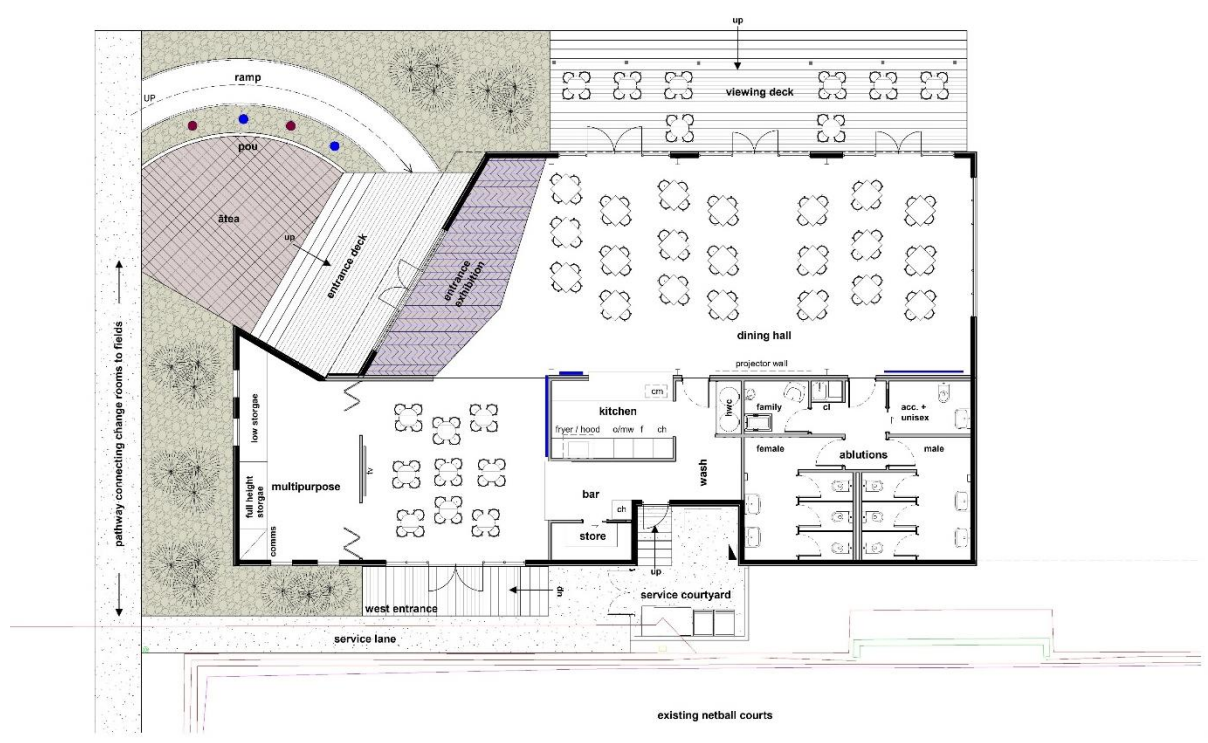 up
ramp
UP
viewing deck
pou
ātea
up
entrance deck
entrance
exhibition
dining hall
projector wall
pathway connecting change rooms to fields
kitchen
cm
fryer / hood o/mw f ch
hwc
family
cl
acc. +
unisex
low storgae
full height
storgae
comms
multipurpose
tv
bar
ch
store
wash
female
ablutions
male
west entrance
up
up
service courtyard
service lane
existing netball courts